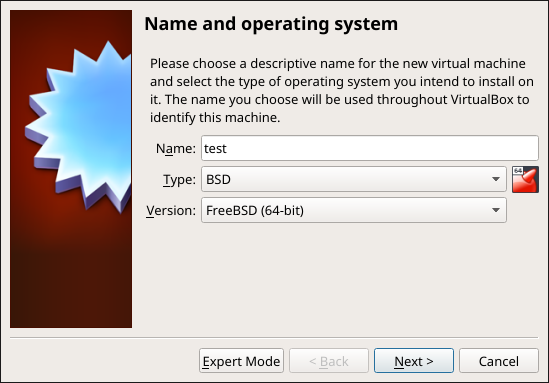 Name and operating system
Please choose a descriptive name for the new virtual machine
and select the type of operating system you intend to install on
it. The name you choose will be used throughout VirtualBox to
identify this machine.
Name: test
Type: BSD
64
Version: FreeBSD (64-bit)
Expert Mode < Back Next > Cancel